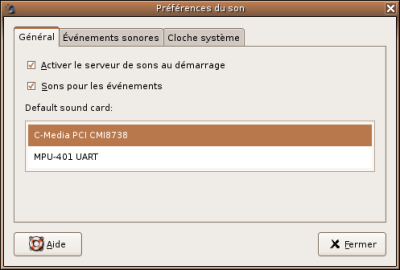 Préférences du son
Général Événements sonores Cloche système
Activer le serveur de sons au démarrage
Sons pour les événements
Default sound card:
C-Media PCI CMI8738
MPU-401 UART
Aide Fermer